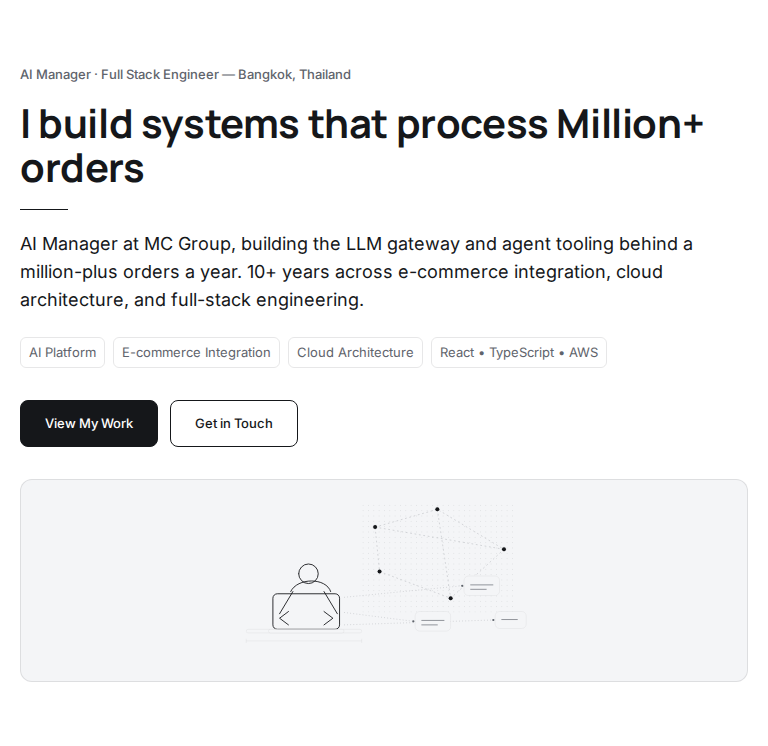 AI Manager · Full Stack Engineer — Bangkok, Thailand
I build systems that process Million+
orders
AI Manager at MC Group, building the LLM gateway and agent tooling behind a
million-plus orders a year. 10+ years across e-commerce integration, cloud
architecture, and full-stack engineering.
AI Platform
E-commerce Integration
Cloud Architecture
React • TypeScript • AWS
View My Work
Get in Touch